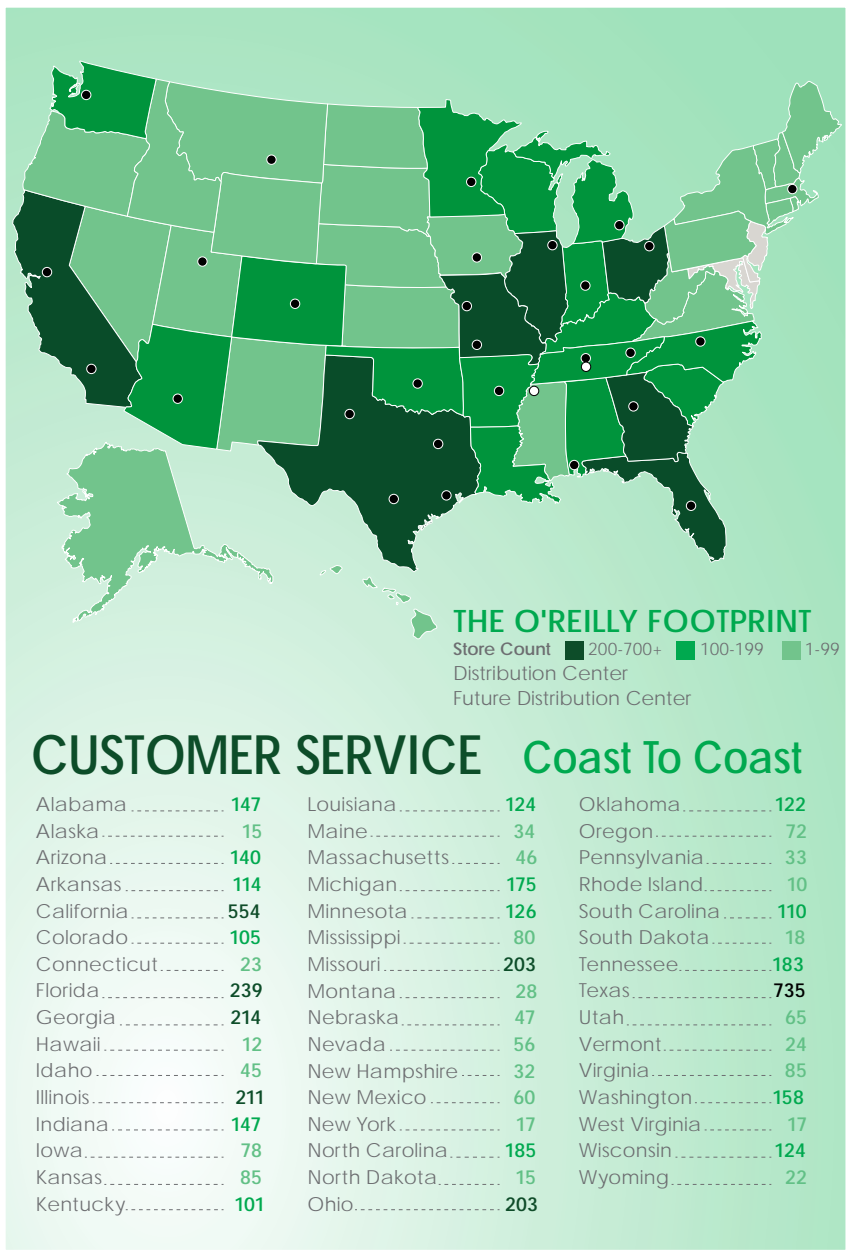 THE O'REILLY FOOTPRINT
Store Count 200-700+ 100-199 1-99
Distribution Center
Future Distribution Center
CUSTOMER SERVICE Coast To Coast
Alabama 147
Alaska 15
Arizona 140
Arkansas 114
California 554
Colorado 105
Connecticut 23
Florida 239
Georgia 214
Hawaii 12
Idaho 45
Illinois 211
Indiana 147
Iowa 78
Kansas 85
Kentucky 101
Louisiana 124
Maine 34
Massachusetts 46
Michigan 175
Minnesota 126
Mississippi 80
Missouri 203
Montana 28
Nebraska 47
Nevada 56
New Hampshire 32
New Mexico 60
New York 17
North Carolina 185
North Dakota 15
Ohio 203
Oklahoma 122
Oregon 72
Pennsylvania 33
Rhode Island 10
South Carolina 110
South Dakota 18
Tennessee 183
Texas 735
Utah 65
Vermont 24
Virginia 85
Washington 158
West Virginia 17
Wisconsin 124
Wyoming 22